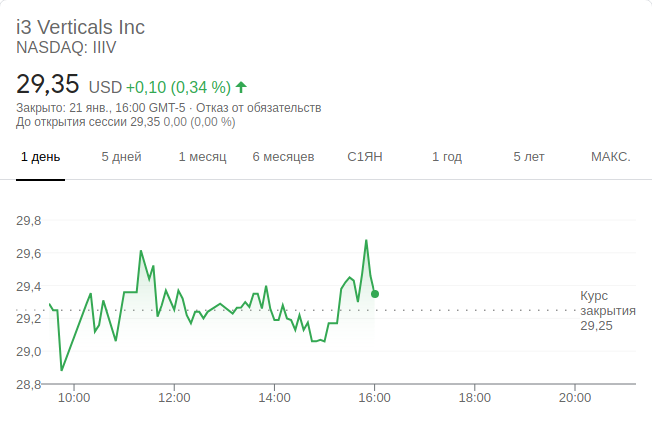 i3 Verticals Inc
NASDAQ: IIIV
29,35 USD +0,10 (0,34 %)
Закрыто: 21 янв., 16:00 GMT-5 · Отказ от обязательств
До открытия сессии 29,35 0,00 (0,00 %)
1 день 5 дней 1 месяц 6 месяцев С1ЯН 1 год 5 лет МАКС.
29,8
29,6
29,4
29,2
29,0
28,8
Курс
закрытия
29,25
10:00 12:00 14:00 16:00 18:00 20:00